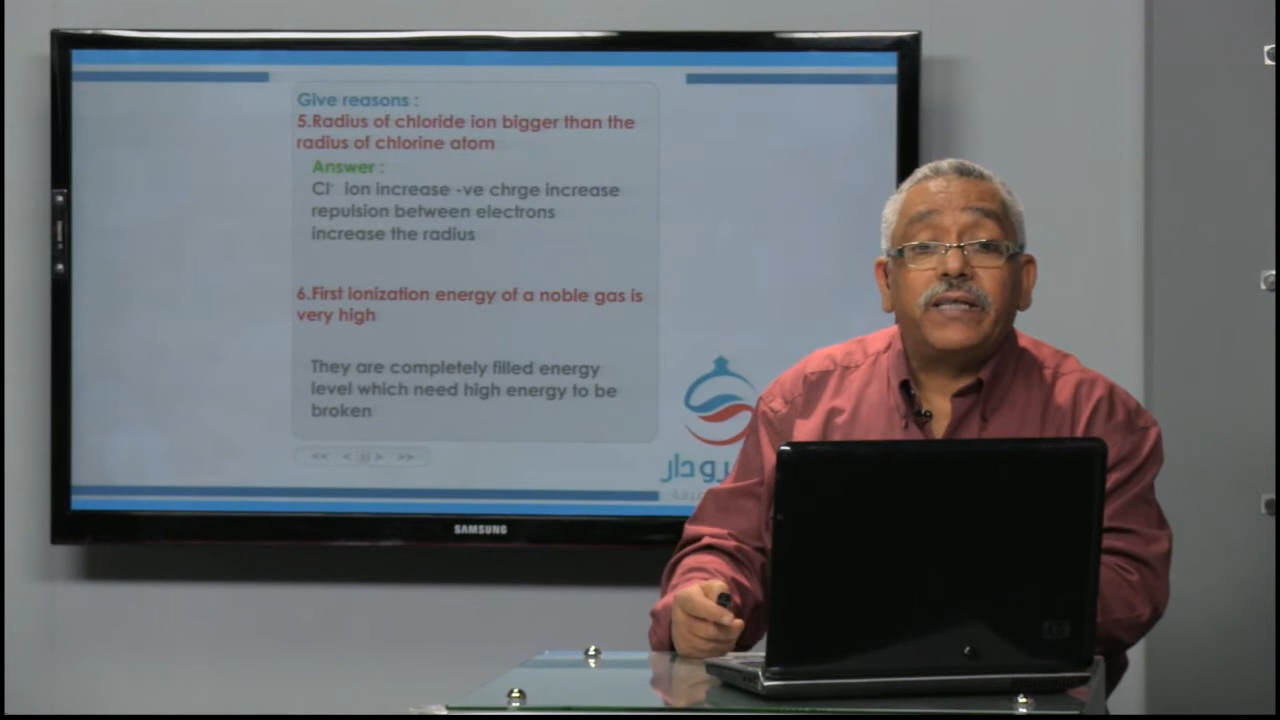 Give reasons :
5.Radius of chloride ion bigger than the
radius of chlorine atom
Answer :
Cl⁻ ion increase -ve chrge increase
repulsion between electrons
increase the radius
6.First ionization energy of a noble gas is
very high
They are completely filled energy
level which need high energy to be
broken
SAMSUNG